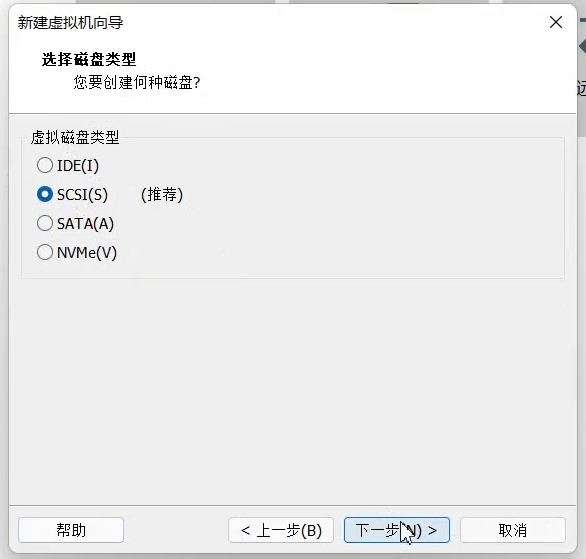 新建虚拟机向导
选择磁盘类型
您要创建何种磁盘?
虚拟磁盘类型
IDE(I)
SCSI(S) (推荐)
SATA(A)
NVMe(V)
帮助 < 上一步(B) 下一步(N) > 取消